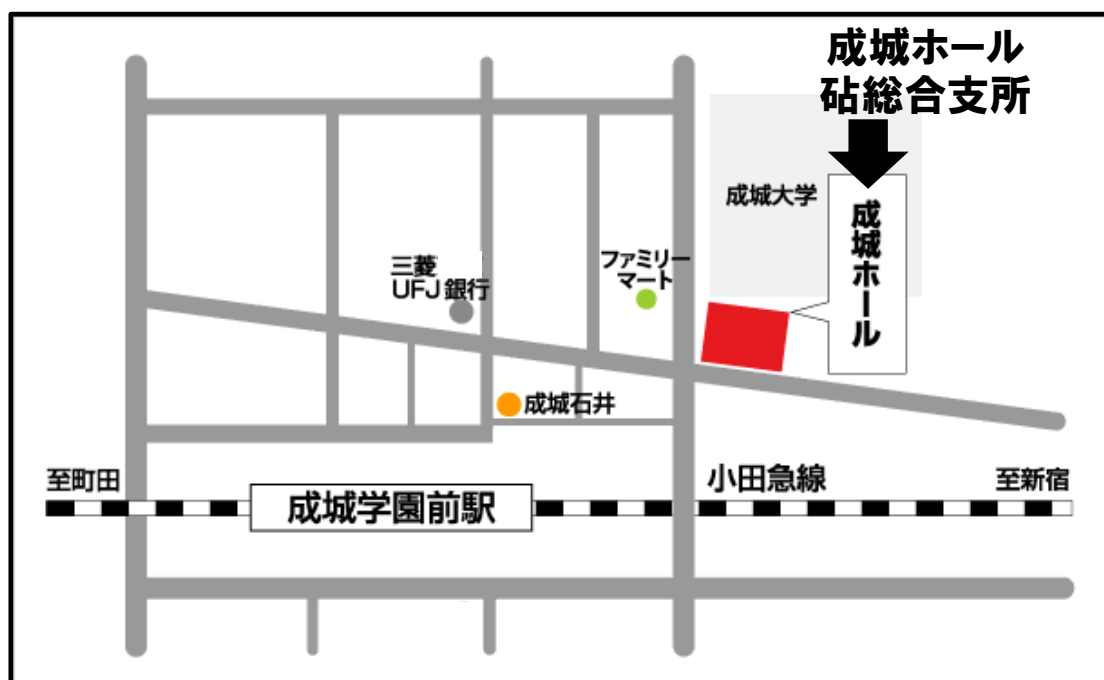 成城ホール
砧総合支所
成城大学
成城ホール
三菱
UFJ銀行
ファミリー
マート
成城石井
至町田
成城学園前駅
小田急線
至新宿